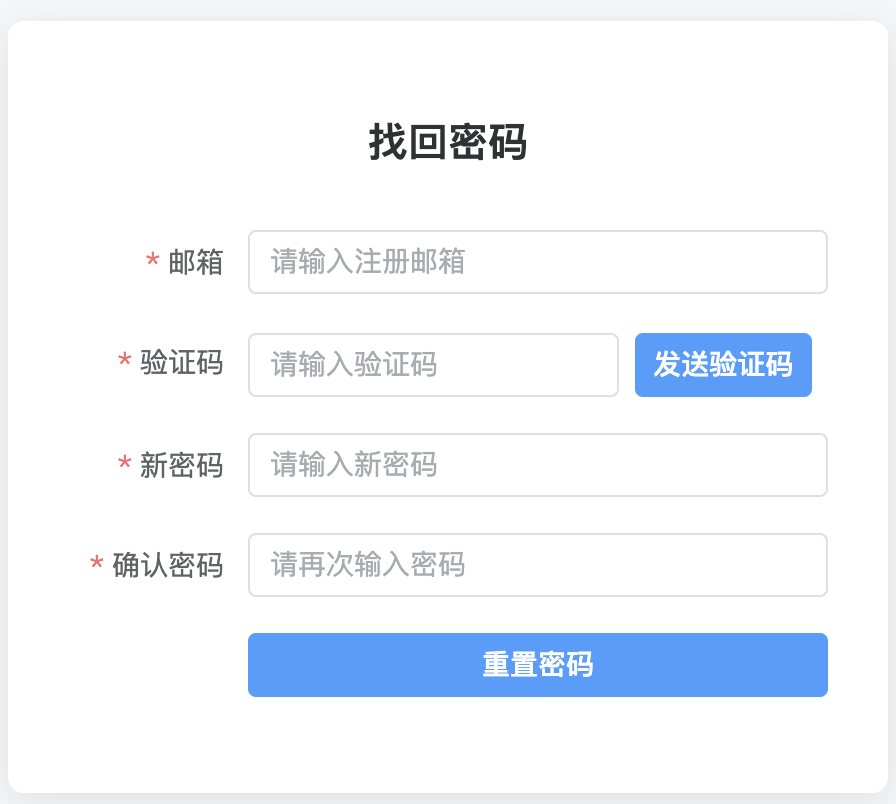 找回密码
* 邮箱 请输入注册邮箱
* 验证码 请输入验证码 发送验证码
* 新密码 请输入新密码
* 确认密码 请再次输入密码
重置密码